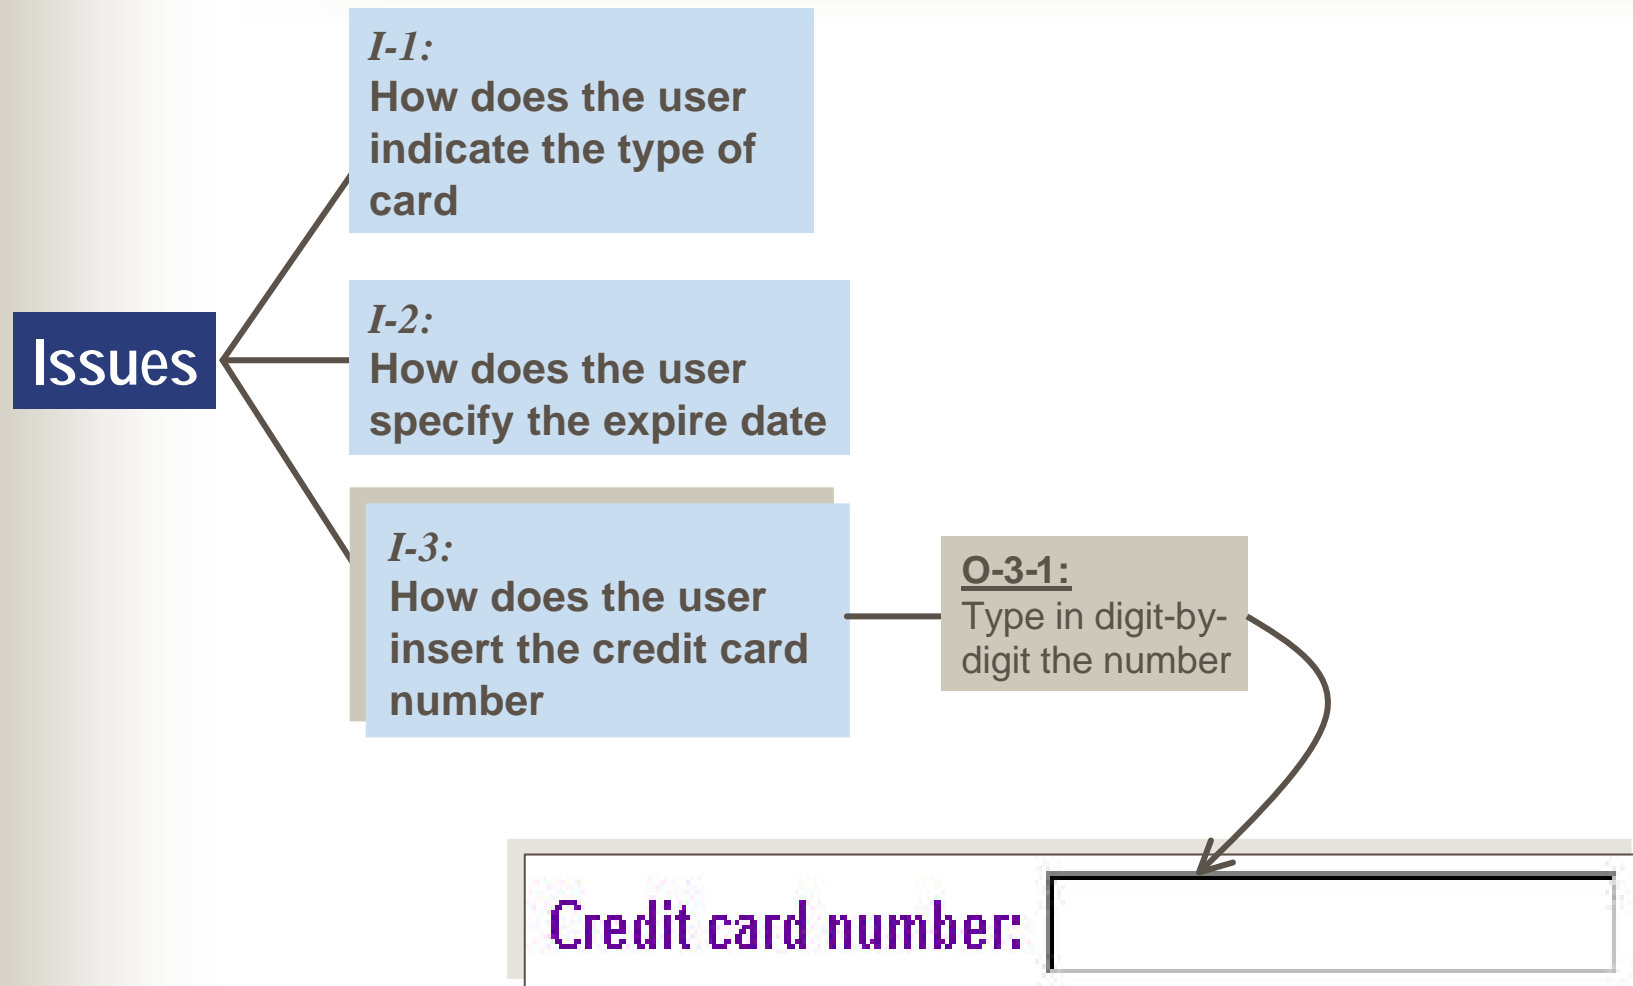 I-1:
How does the user
indicate the type of
card
Issues
I-2:
How does the user
specify the expire date
I-3:
How does the user
insert the credit card
number
O-3-1:
Type in digit-by-
digit the number
Credit card number: